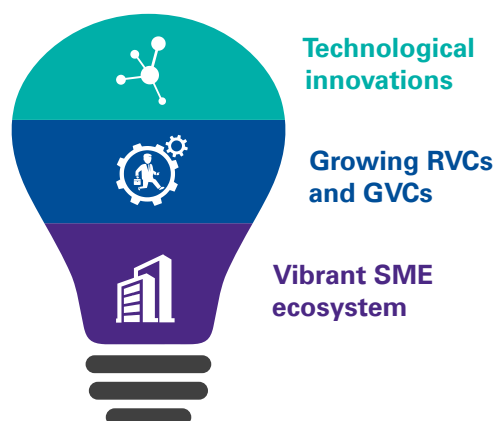 Technological
innovations
Growing RVCs
and GVCs
Vibrant SME
ecosystem